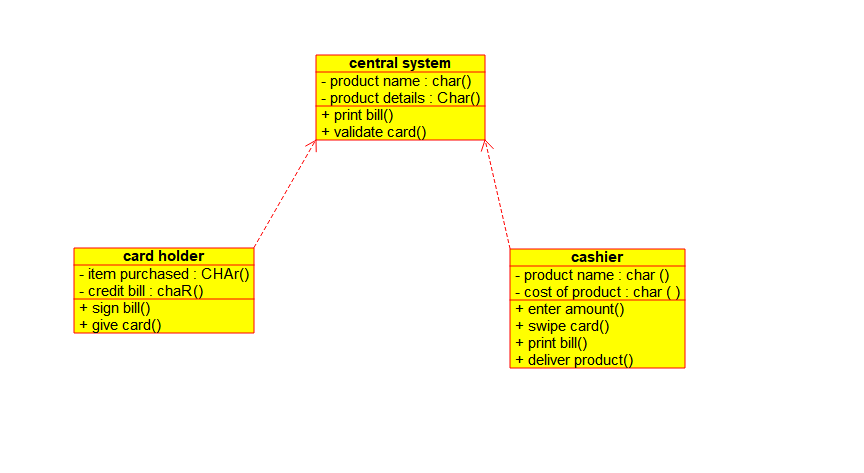 central system
- product name : char()
- product details : Char()
+ print bill()
+ validate card()
card holder
- item purchased : CHAr()
- credit bill : chaR()
+ sign bill()
+ give card()
cashier
- product name : char ()
- cost of product : char ( )
+ enter amount()
+ swipe card()
+ print bill()
+ deliver product()